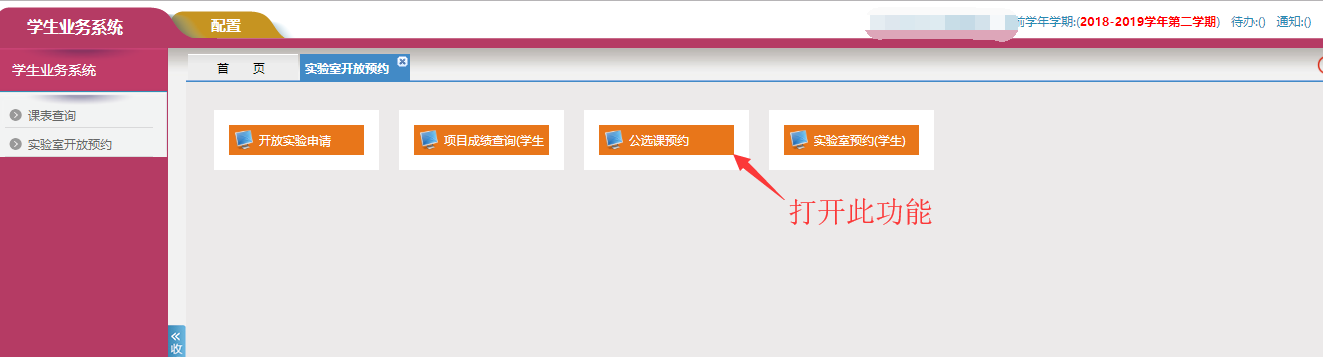 学生业务系统
配置
前学年学期:(2018-2019学年第二学期) 待办:() 通知:()
学生业务系统
首 页
实验室开放预约
课表查询
实验室开放预约
开放实验申请
项目成绩查询(学生
公选课预约
实验室预约(学生)
打开此功能
收